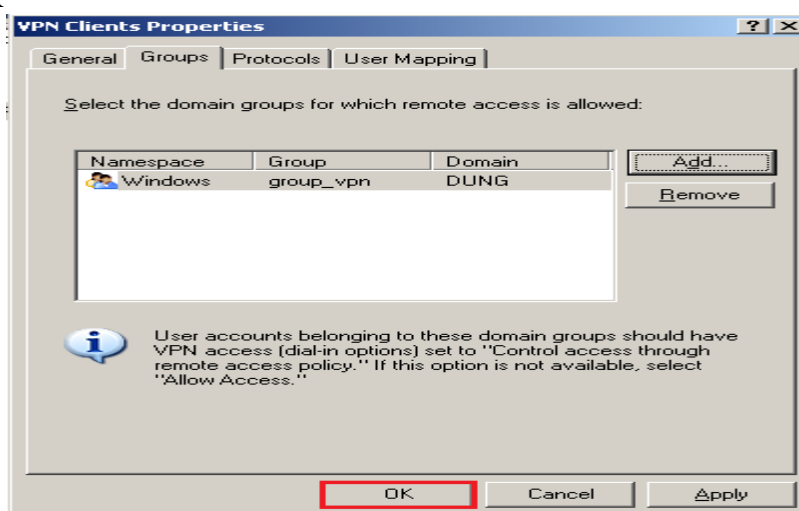 VPN Clients Properties
General Groups Protocols User Mapping
Select the domain groups for which remote access is allowed:
Namespace Group Domain Add...
Windows group_vpn DUNG
Remove
User accounts belonging to these domain groups should have
VPN access (dial-in options) set to "Control access through
remote access policy." If this option is not available, select
"Allow Access."
OK Cancel Apply